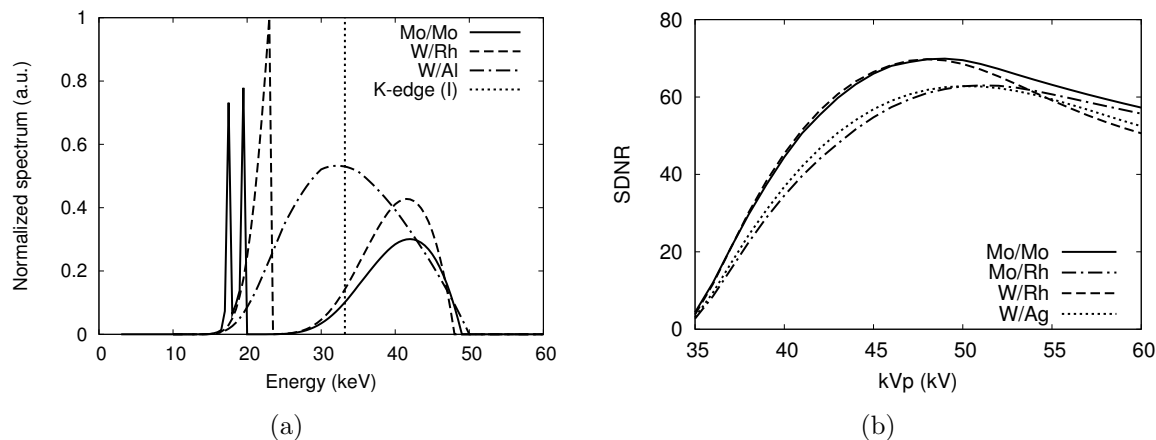 1
0.8
0.6
0.4
0.2
0
0 10 20 30 40 50 60
Normalized spectrum (a.u.)
Energy (keV)
Mo/Mo
W/Rh
W/Al
K-edge (I)
(a)
80
60
40
20
0
35 40 45 50 55 60
SDNR
kVp (kV)
Mo/Mo
Mo/Rh
W/Rh
W/Ag
(b)